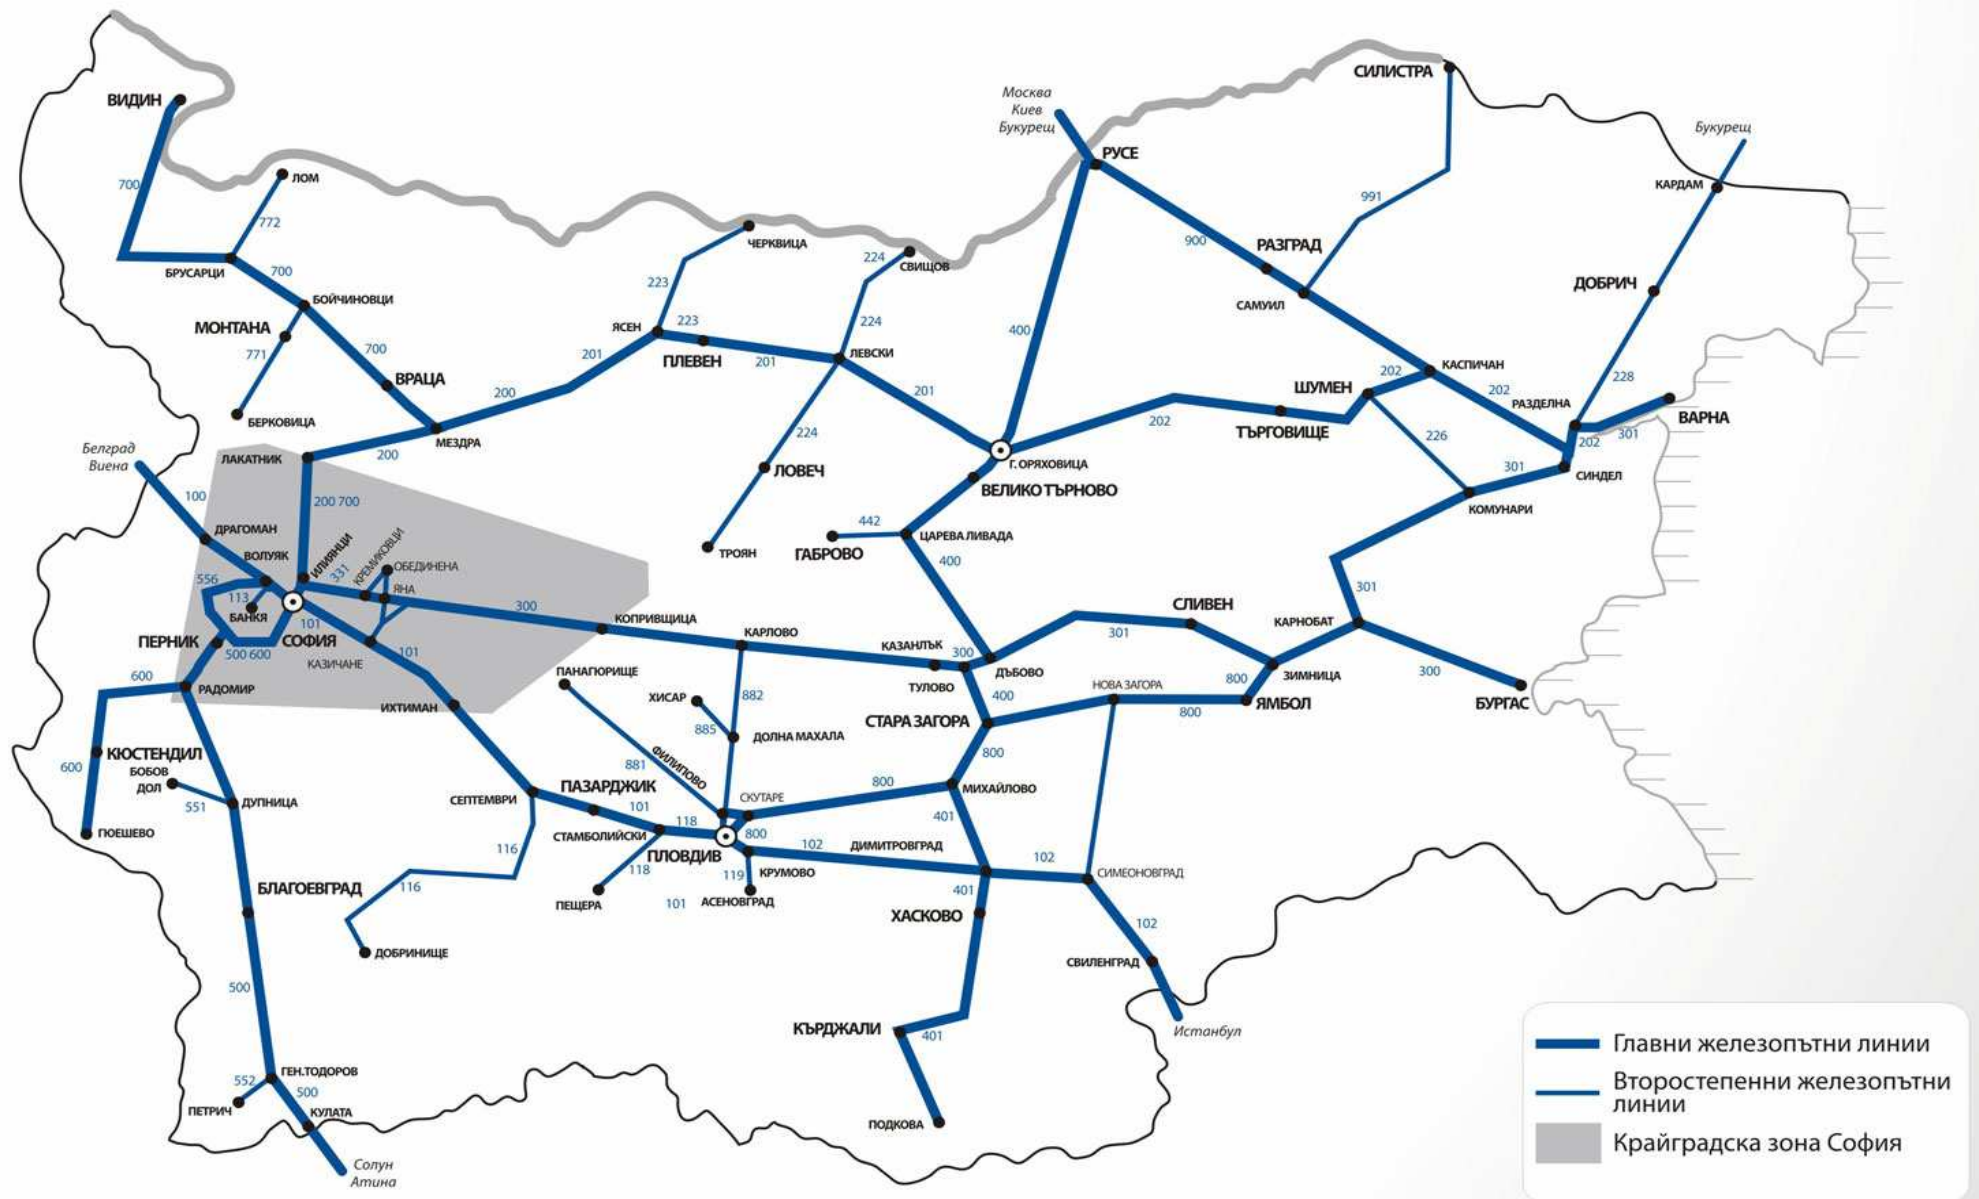 Москва
Киев
Букурещ
СИЛИСТРА
ВИДИН
Букурещ
РУСЕ
ЛОМ
700
КАРДАМ
991
772
ЧЕРКВИЦА
224
СВИЩОВ
900
РАЗГРАД
БРУСАРЦИ
700
223
ДОБРИЧ
БОЙЧИНОВЦИ
САМУИЛ
МОНТАНА
ЯСЕН
223
224
400
771
700
201
ПЛЕВЕН
201
ЛЕВСКИ
КАСПИЧАН
202
ВРАЦА
228
200
201
ШУМЕН
202
РАЗДЕЛНА
БЕРКОВИЦА
202
ВАРНА
МЕЗДРА
224
ТЪРГОВИЩЕ
226
202
301
Белград
Виена
ЛАКАТНИК
200
Г. ОРЯХОВИЦА
301
СИНДЕЛ
ЛОВЕЧ
ВЕЛИКО ТЪРНОВО
100
200 700
КОМУНАРИ
ДРАГОМАН
442
ВОЛУЯК
ИЛИЯНЦИ
КРЕМИКОВЦИ
ТРОЯН
ГАБРОВО
ЦАРЕВА ЛИВАДА
400
ОБЕДИНЕНА
556
331
ЯНА
301
113
БАНКЯ
101
300
КОПРИВЩИЦА
СЛИВЕН
КАРНОБАТ
ПЕРНИК
СОФИЯ
КАРЛОВО
КАЗАНЛЪК
300
301
500 600
КАЗИЧАНЕ
101
600
РАДОМИР
ПАНАГЮРИЩЕ
ДЪБОВО
ЗИМНИЦА
300
ТУЛОВО
НОВА ЗАГОРА
800
ХИСАР
882
400
ИХТИМАН
ЯМБОЛ
БУРГАС
800
885
ДОЛНА МАХАЛА
СТАРА ЗАГОРА
КЮСТЕНДИЛ
800
600
БОБОВ
ДОЛ
881
ФИЛИПОВО
ПАЗАРДЖИК
800
МИХАЙЛОВО
551
ДУПНИЦА
СЕПТЕМВРИ
101
СКУТАРЕ
118
401
ГЮЕШЕВО
СТАМБОЛИЙСКИ
800
102
ДИМИТРОВГРАД
116
ПЛОВДИВ
102
118
119
КРУМОВО
СИМЕОНОВГРАД
БЛАГОЕВГРАД
116
401
ПЕЩЕРА
101
АСЕНОВГРАД
ХАСКОВО
102
ДОБРИНИЩЕ
СВИЛЕНГРАД
500
КЪРДЖАЛИ
401
Истанбул
ГЕН.ТОДОРОВ
552
500
ПЕТРИЧ
КУЛАТА
ПОДКОВА
Солун
Атина
Главни железопътни линии
Второстепенни железопътни
линии
Крайградска зона София